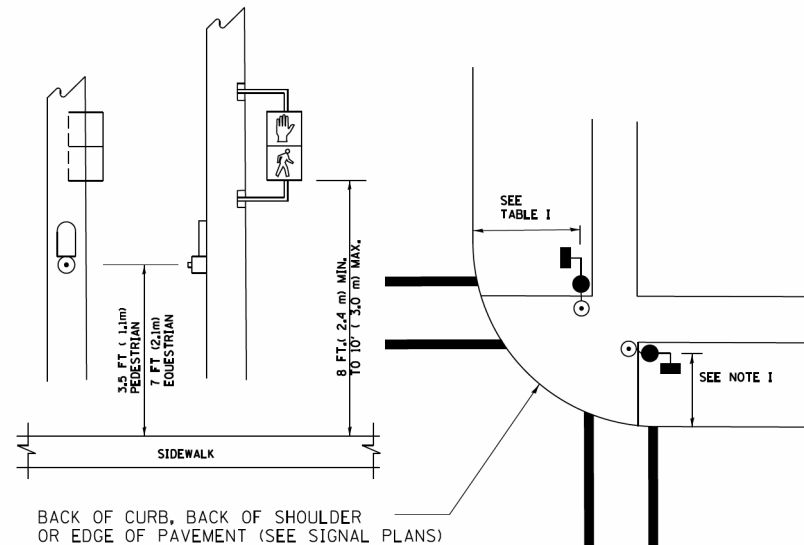 3.5 FT ( 1.1m)
PEDESTRIAN
7 FT (2.1m)
EQUESTRIAN
8 FT.( 2.4 m) MIN.
TO 10' ( 3.0 m) MAX.
SIDEWALK
SEE
TABLE I
SEE NOTE I
BACK OF CURB, BACK OF SHOULDER
OR EDGE OF PAVEMENT (SEE SIGNAL PLANS)